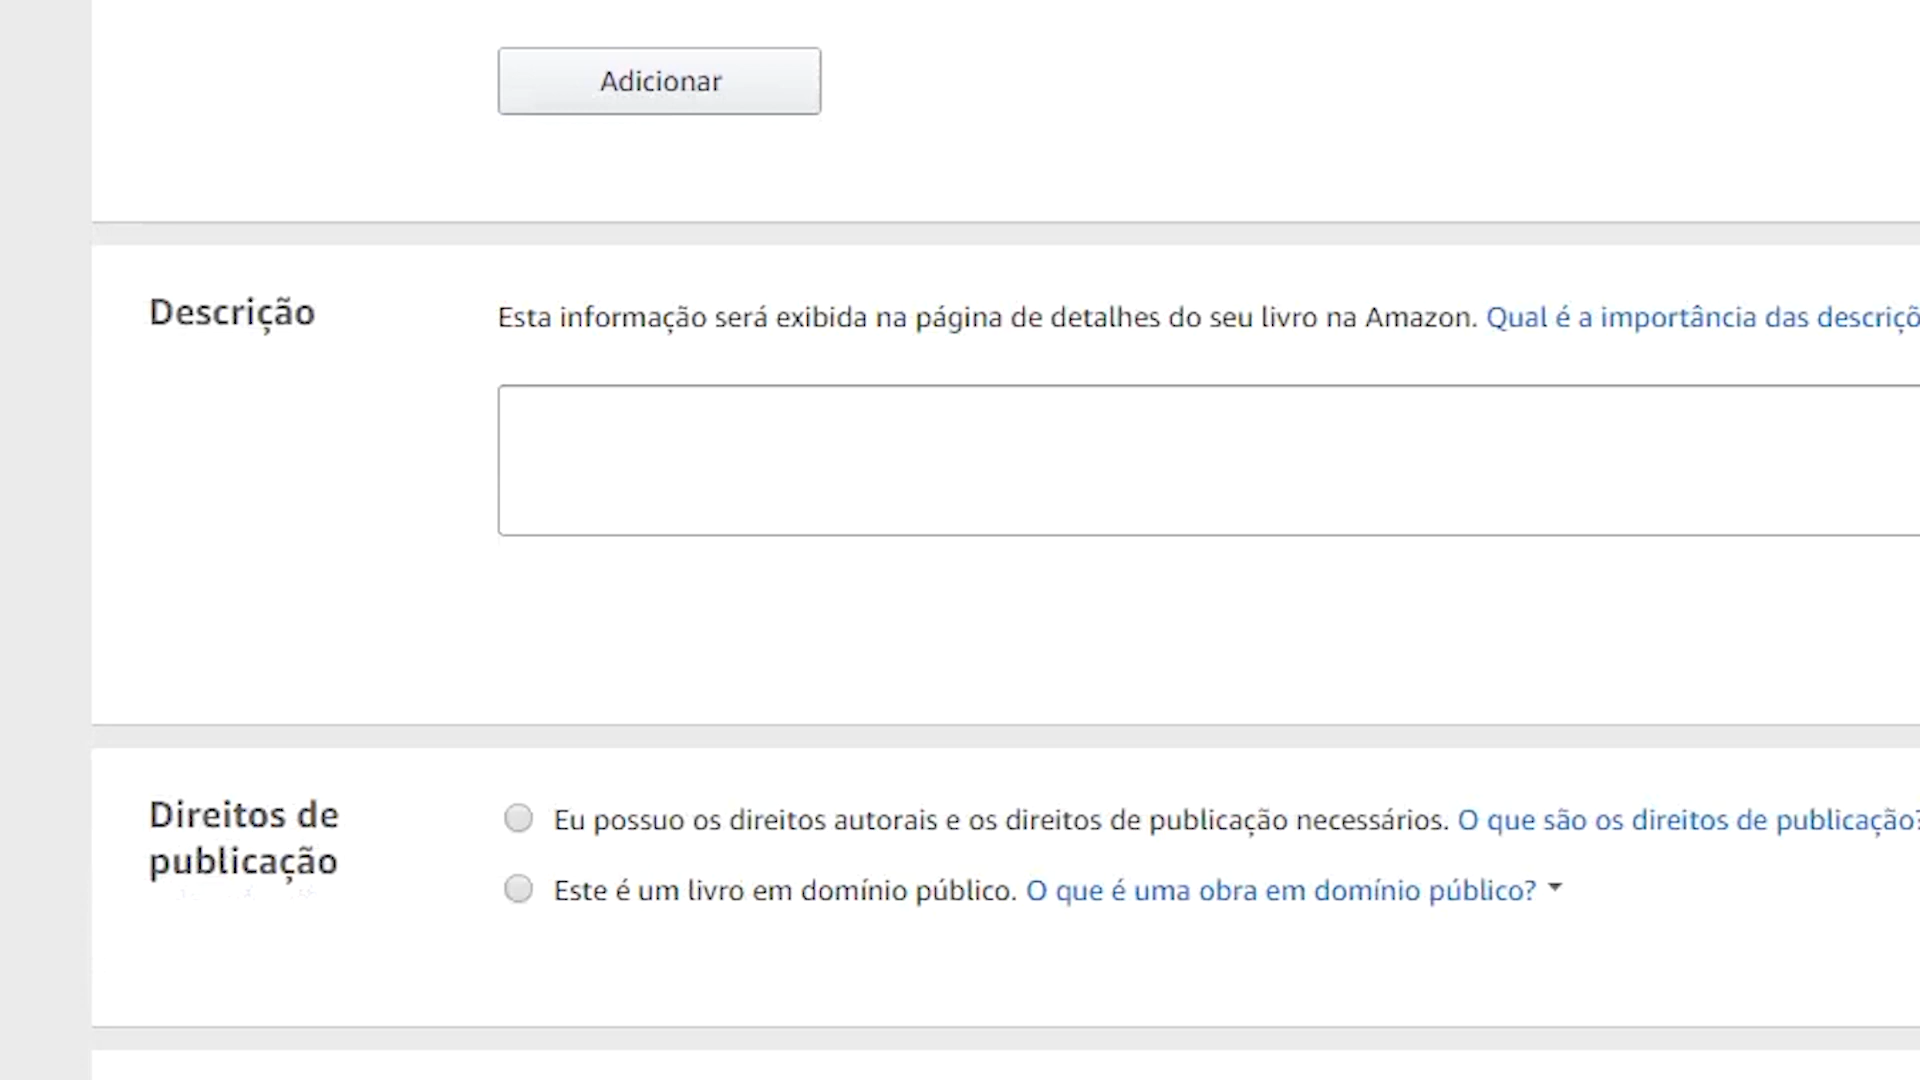 Adicionar
Descrição
Esta informação será exibida na página de detalhes do seu livro na Amazon. Qual é a importância das descriçõ
Direitos de
publicação
Eu possuo os direitos autorais e os direitos de publicação necessários. O que são os direitos de publicação?
Este é um livro em domínio público. O que é uma obra em domínio público?